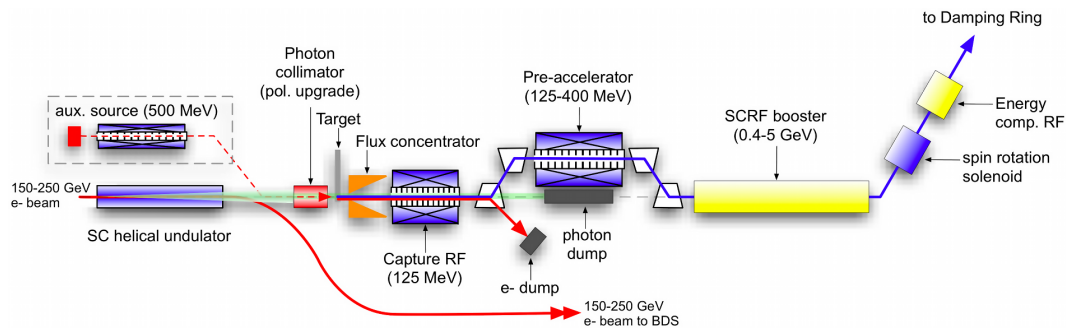 to Damping Ring
Photon
collimator
(pol. upgrade)
Pre-accelerator
(125-400 MeV)
aux. source (500 MeV)
Target
SCRF booster
(0.4-5 GeV)
Energy
comp. RF
Flux concentrator
spin rotation
solenoid
150-250 GeV
e- beam
SC helical undulator
Capture RF
(125 MeV)
photon
dump
e- dump
150-250 GeV
e- beam to BDS